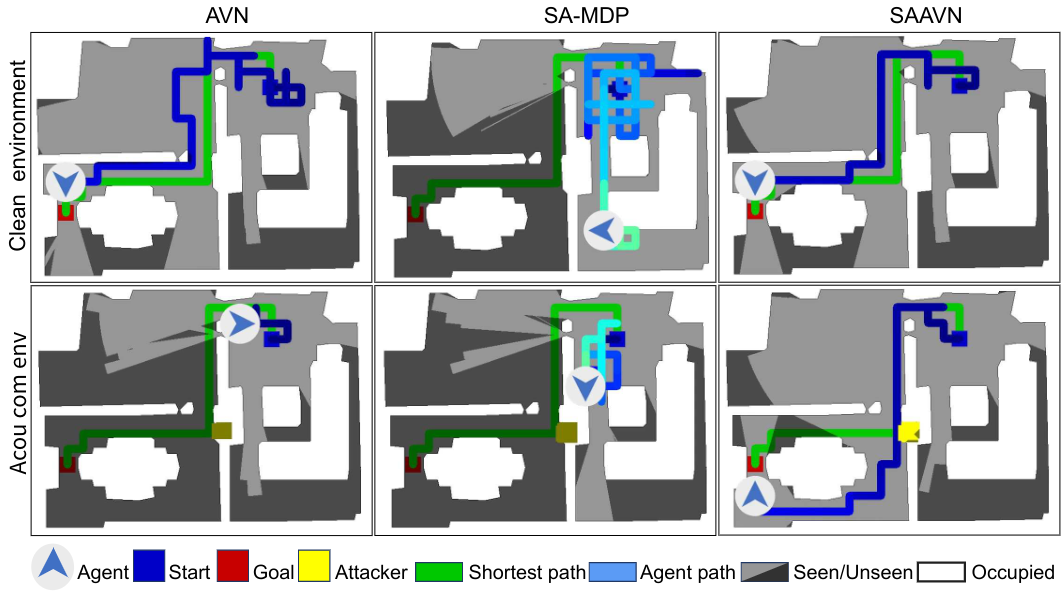 AVN SA-MDP SAAVN
Clean environment
Acou com env
Agent Start Goal Attacker Shortest path Agent path Seen/Unseen Occupied